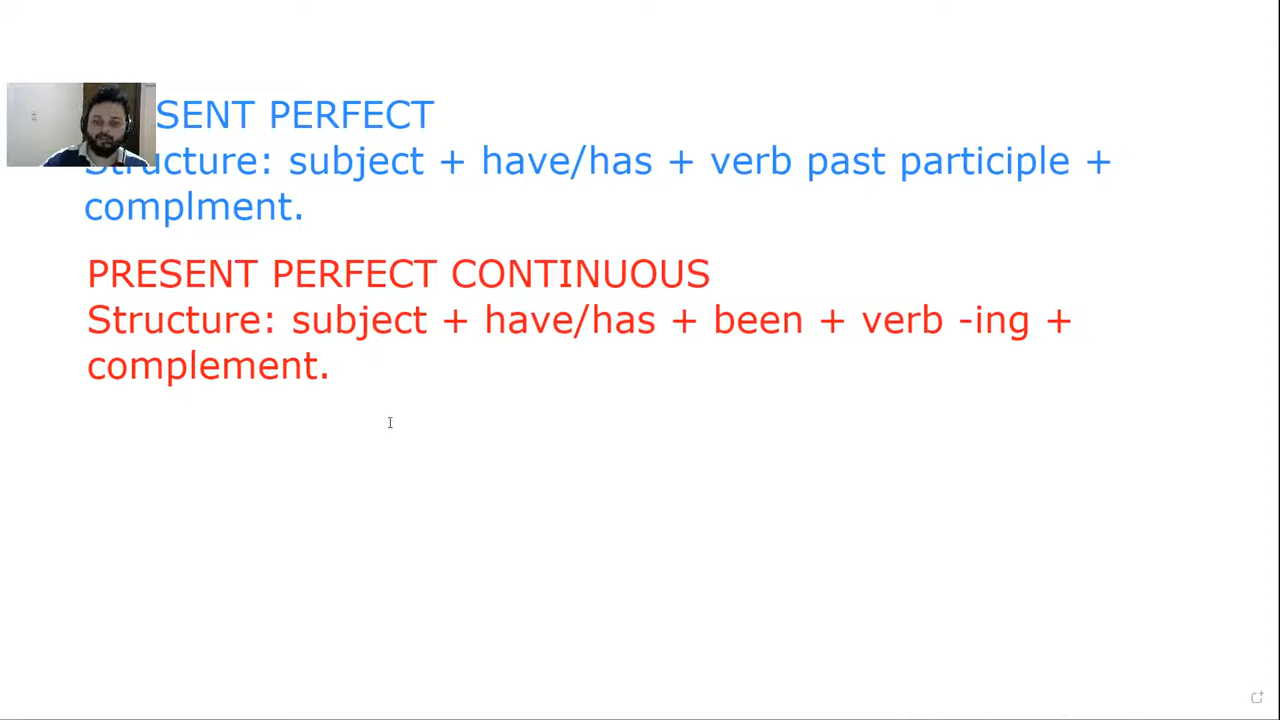 SENT PERFECT
Structure: subject + have/has + verb past participle +
complment.
PRESENT PERFECT CONTINUOUS
Structure: subject + have/has + been + verb -ing +
complement.